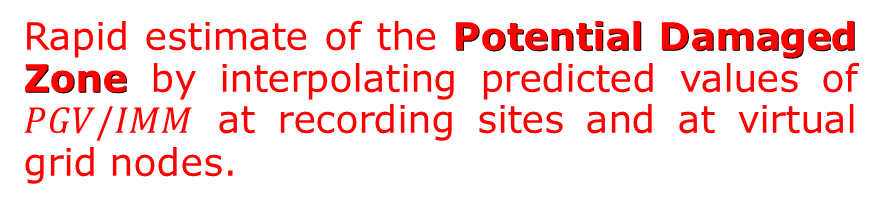 Rapid estimate of the Potential Damaged
Zone by interpolating predicted values of
PGV/IMM at recording sites and at virtual
grid nodes.